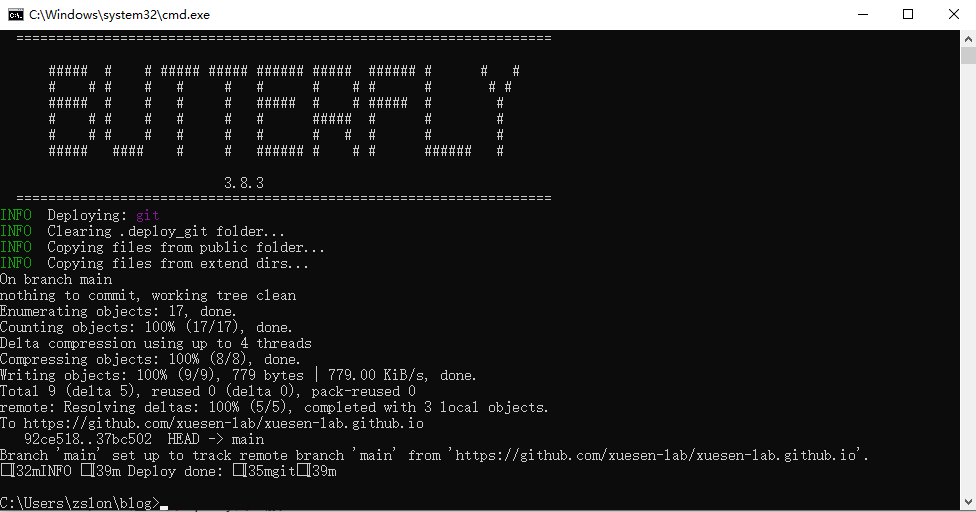 C:\Windows\system32\cmd.exe
===================================================================
##### # # ##### ##### ###### ##### ###### # # #
# # # # # # # # # # # # # #
##### # # # # ##### # # ##### # #
# # # # # # # ##### # # #
# # # # # # # # # # # #
##### #### # # ###### # # # ###### #
3.8.3
===================================================================
INFO Deploying: git
INFO Clearing .deploy_git folder...
INFO Copying files from public folder...
INFO Copying files from extend dirs...
On branch main
nothing to commit, working tree clean
Enumerating objects: 17, done.
Counting objects: 100% (17/17), done.
Delta compression using up to 4 threads
Compressing objects: 100% (8/8), done.
Writing objects: 100% (9/9), 779 bytes | 779.00 KiB/s, done.
Total 9 (delta 5), reused 0 (delta 0), pack-reused 0
remote: Resolving deltas: 100% (5/5), completed with 3 local objects.
To https://github.com/xuesen-lab/xuesen-lab.github.io
92ce518..37bc502 HEAD -> main
Branch 'main' set up to track remote branch 'main' from 'https://github.com/xuesen-lab/xuesen-lab.github.io'.
[32mINFO [39m Deploy done: [35mgit[39m
C:\Users\zslon\blog>